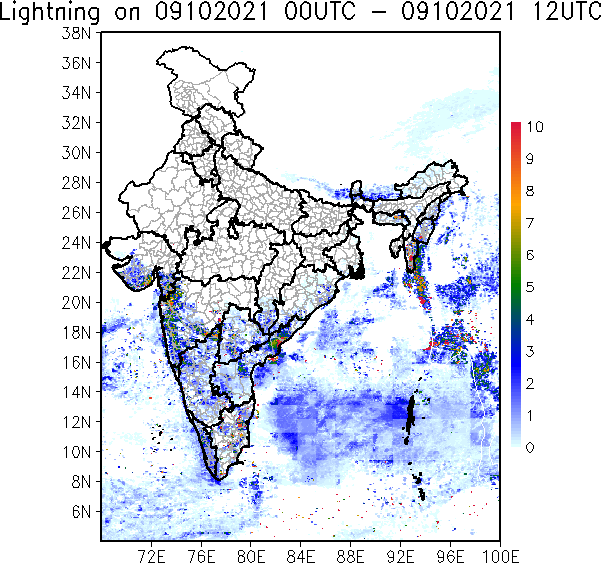 Lightning on 09102021 00UTC – 09102021 12UTC
38N
36N
34N
32N
30N
28N
26N
24N
22N
20N
18N
16N
14N
12N
10N
8N
6N
72E 76E 80E 84E 88E 92E 96E 100E
10
9
8
7
6
5
4
3
2
1
0